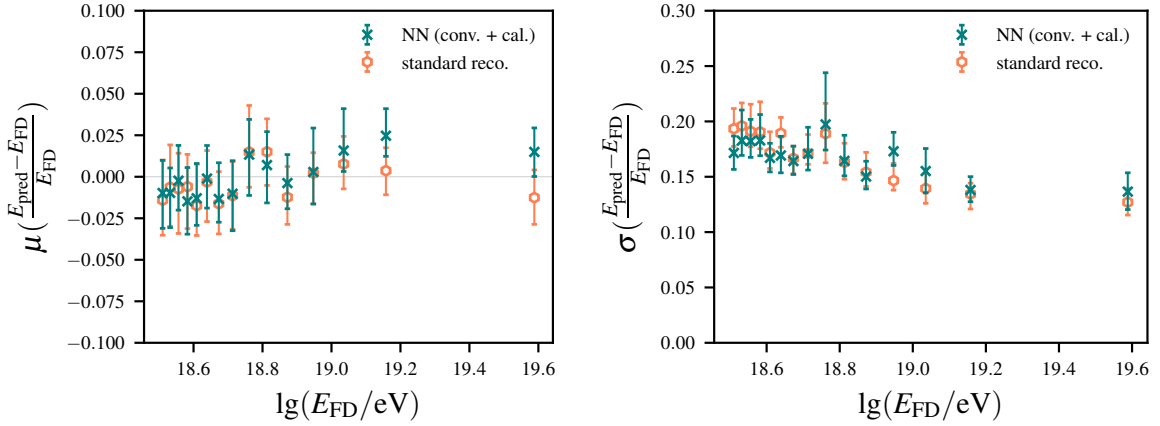 0.100
0.075
0.050
0.025
0.000
−0.025
−0.050
−0.075
−0.100
μ((E_pred−E_FD)/E_FD)
NN (conv. + cal.)
standard reco.
18.6 18.8 19.0 19.2 19.4 19.6
lg(E_FD/eV)
0.30
0.25
0.20
0.15
0.10
0.05
0.00
σ((E_pred−E_FD)/E_FD)
NN (conv. + cal.)
standard reco.
18.6 18.8 19.0 19.2 19.4 19.6
lg(E_FD/eV)